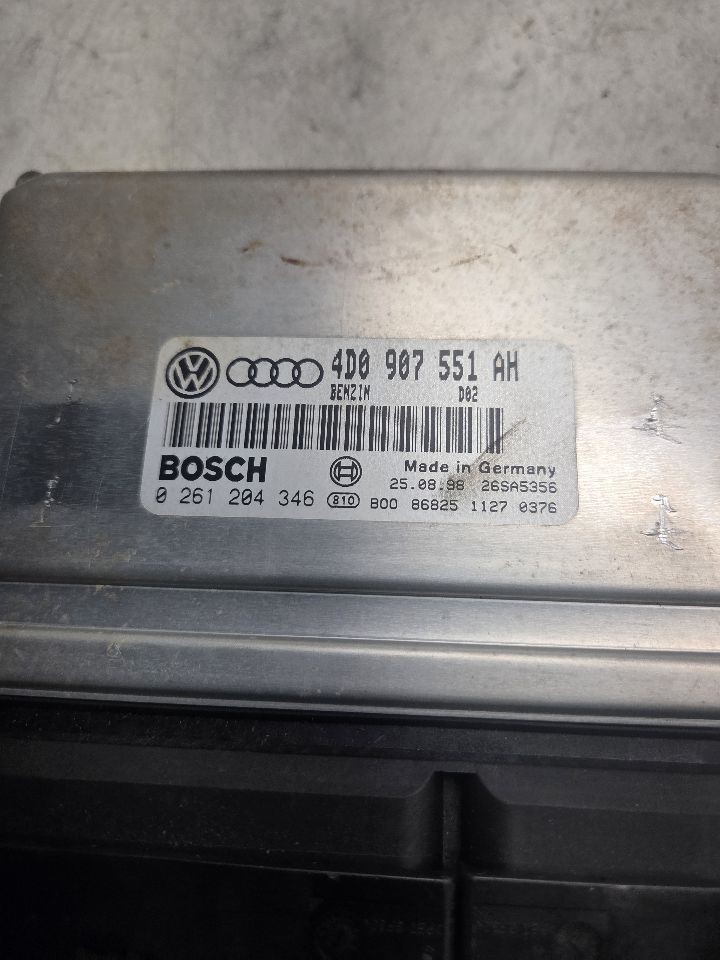 4D0 907 551 AH
BENZIN D02
BOSCH
Made in Germany
25.08.98 26SA5356
0 261 204 346 810 B00 86825 1127 0376